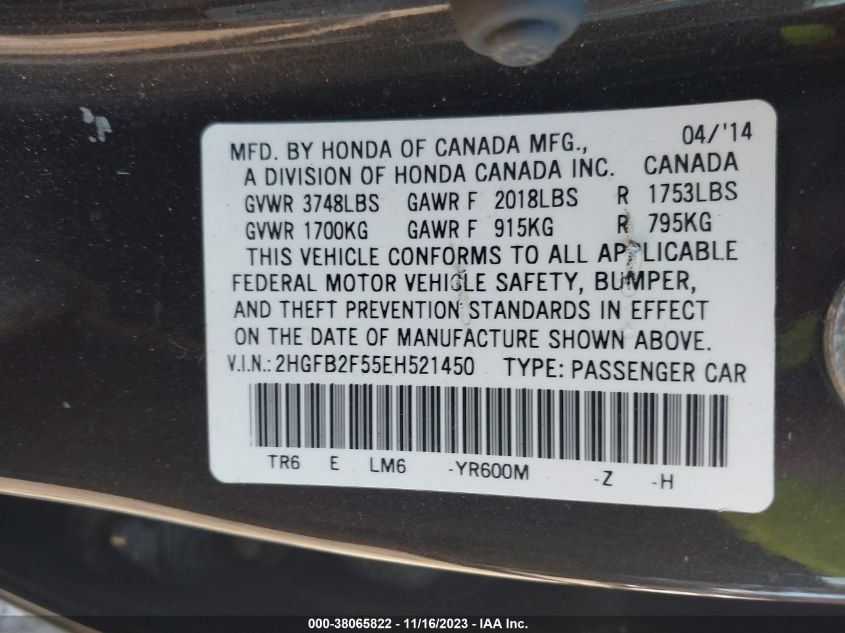 MFD. BY HONDA OF CANADA MFG., 04/'14
A DIVISION OF HONDA CANADA INC. CANADA
GVWR 3748LBS GAWR F 2018LBS R 1753LBS
GVWR 1700KG GAWR F 915KG R 795KG
THIS VEHICLE CONFORMS TO ALL APPLICABLE
FEDERAL MOTOR VEHICLE SAFETY, BUMPER,
AND THEFT PREVENTION STANDARDS IN EFFECT
ON THE DATE OF MANUFACTURE SHOWN ABOVE.
V.I.N.: 2HGFB2F55EH521450 TYPE: PASSENGER CAR
TR6 E LM6 -YR600M -Z -H
000-38065822 - 11/16/2023 - IAA Inc.